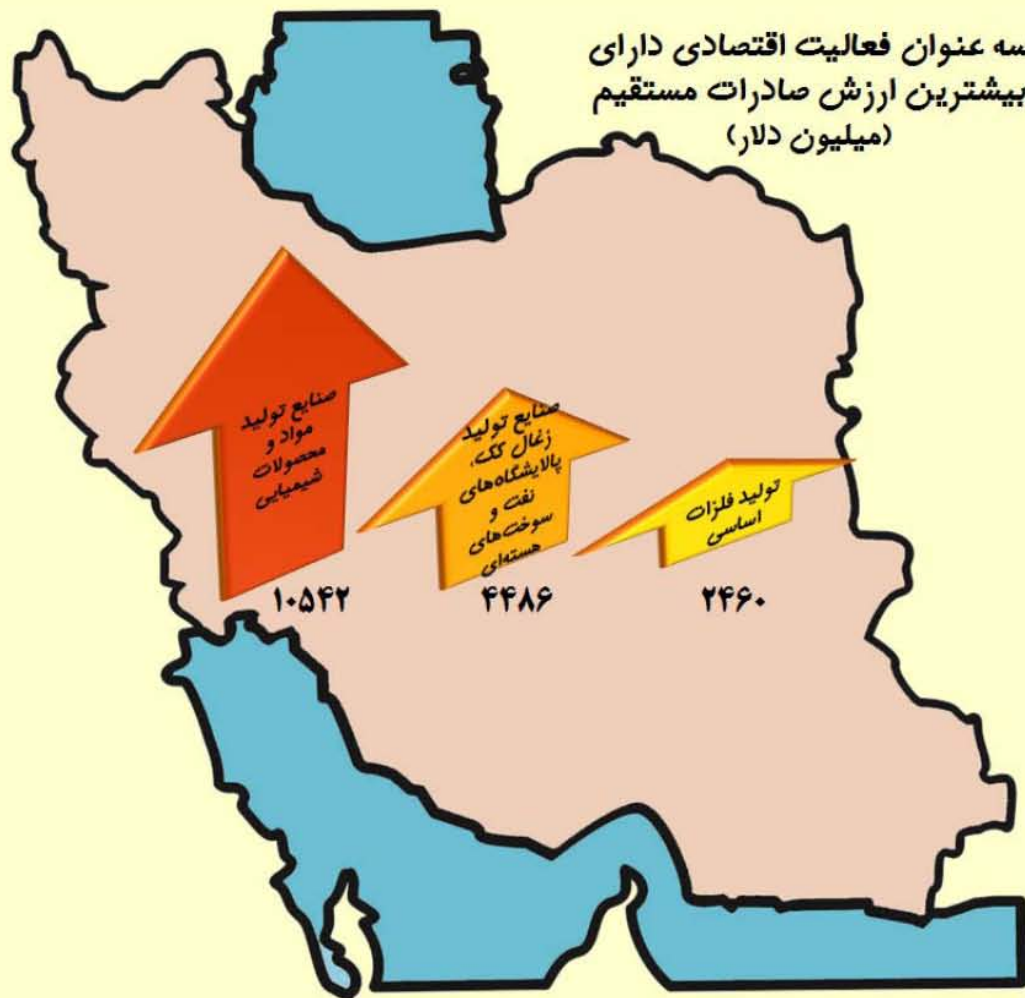 سه عنوان فعالیت اقتصادی دارای
بیشترین ارزش صادرات مستقیم
(میلیون دلار)
صنایع تولید
مواد و
محصولات
شیمیایی
۱۰۵۴۲
صنایع تولید
زغال کک،
پالایشگاه‌های
نفت و
سوخت‌های
هسته‌ای
۴۴۸۶
تولید فلزات
اساسی
۲۴۶۰